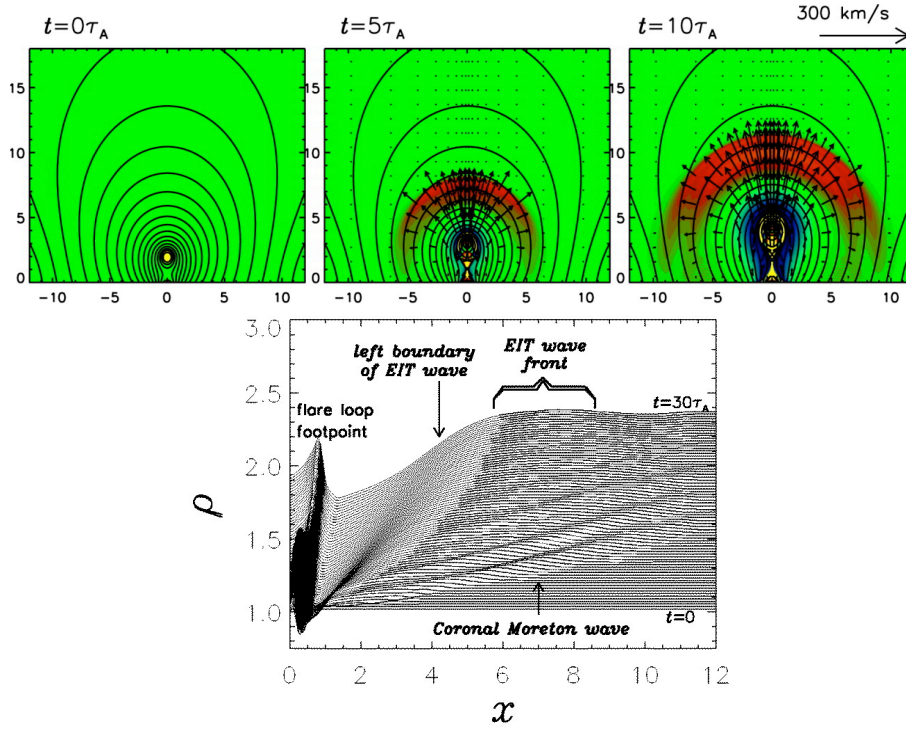 t=0τA
t=5τA
t=10τA
300 km/s
15
10
5
0
-10 -5 0 5 10
15
10
5
0
-10 -5 0 5 10
15
10
5
0
-10 -5 0 5 10
3.0
2.5
2.0
1.5
1.0
ρ
left boundary
of EIT wave
EIT wave
front
flare loop
footpoint
t=30τA
Coronal Moreton wave
t=0
0 2 4 6 8 10 12
x